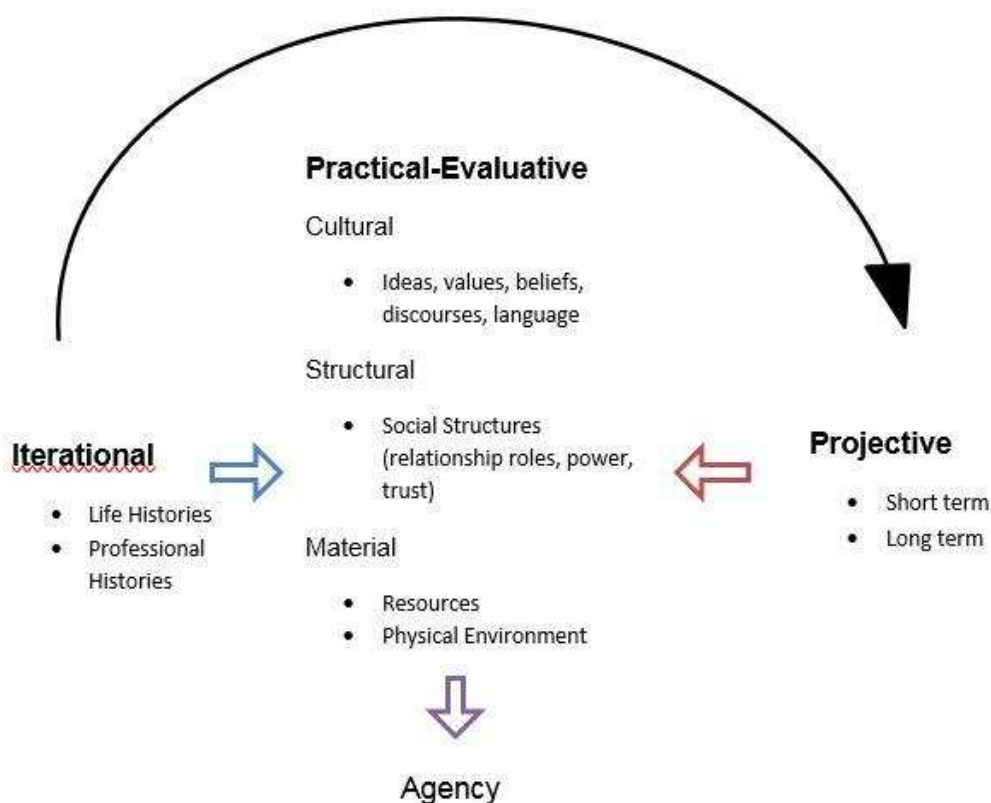 Practical-Evaluative
Cultural
• Ideas, values, beliefs,
discourses, language
Structural
• Social Structures
(relationship roles, power,
trust)
Material
• Resources
• Physical Environment
Iterational
• Life Histories
• Professional
Histories
Projective
• Short term
• Long term
Agency